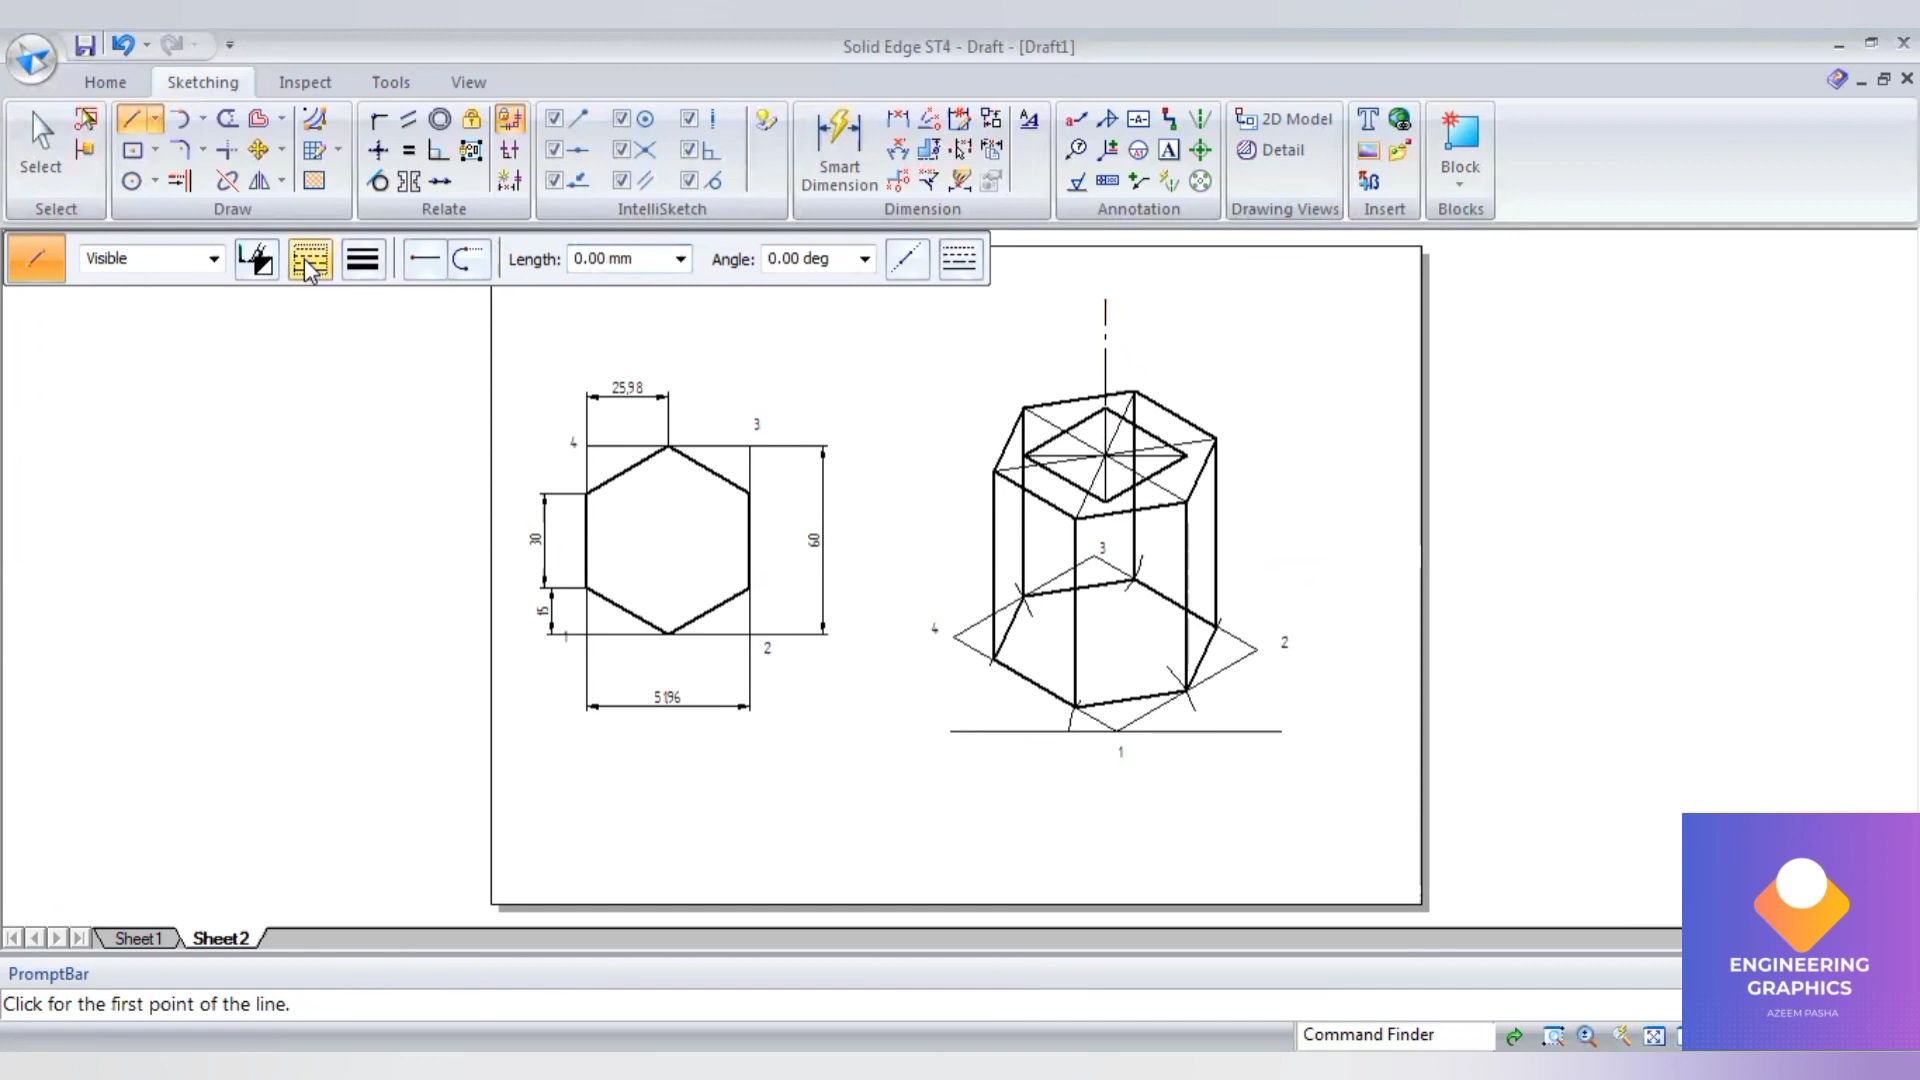 Solid Edge ST4 - Draft - [Draft1]
Home Sketching Inspect Tools View
2D Model
Detail
Select
Smart
Dimension
Block
Select Draw Relate IntelliSketch Dimension Annotation Drawing Views Insert Blocks
Visible Length: 0.00 mm Angle: 0.00 deg
25,98
3
4
30
60
15
1
2
5196
3
4
2
1
Sheet1 Sheet2
PromptBar
Click for the first point of the line.
Command Finder
ENGINEERING
GRAPHICS
AZEEM PASHA